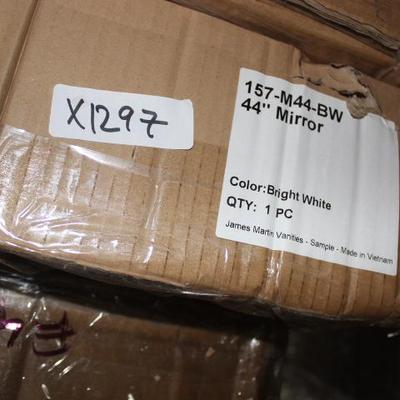 X1297
157-M44-BW
44" Mirror
Color:Bright White
QTY: 1 PC
James Martin Vanities - Sample - Made in Vietnam